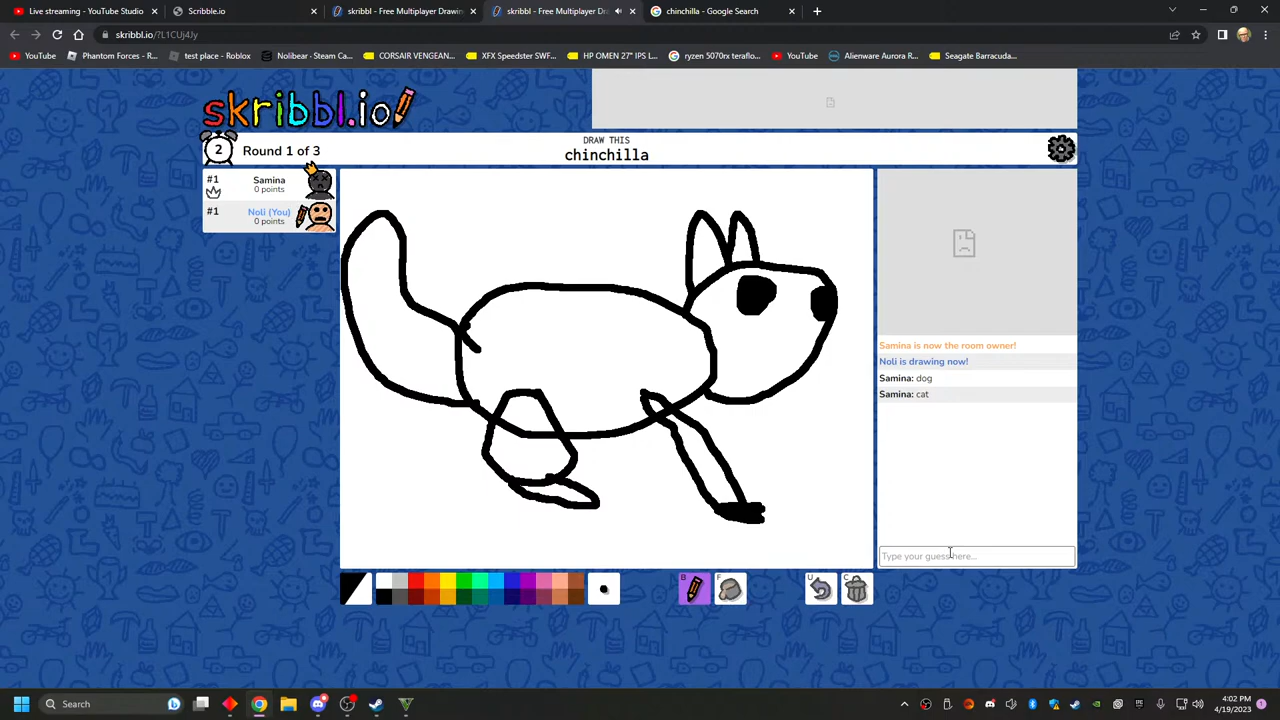 Live streaming - YouTube Studio
Scribble.io
skribbl - Free Multiplayer Drawin
skribbl - Free Multiplayer Dra
chinchilla - Google Search
skribbl.io/?L1CUj4Jy
YouTube
Phantom Forces - R...
test place - Roblox
Nolibear - Steam Ca...
CORSAIR VENGEAN...
XFX Speedster SWF...
HP OMEN 27" IPS L...
ryzen 5070rx teraflo...
YouTube
Alienware Aurora R...
Seagate Barracuda...
skribbl.io
2
Round 1 of 3
DRAW THIS
chinchilla
#1
Samina
0 points
#1
Noli (You)
0 points
Samina is now the room owner!
Noli is drawing now!
Samina: dog
Samina: cat
Type your guess here...
B
F
U
C
Search
4:02 PM
4/19/2023